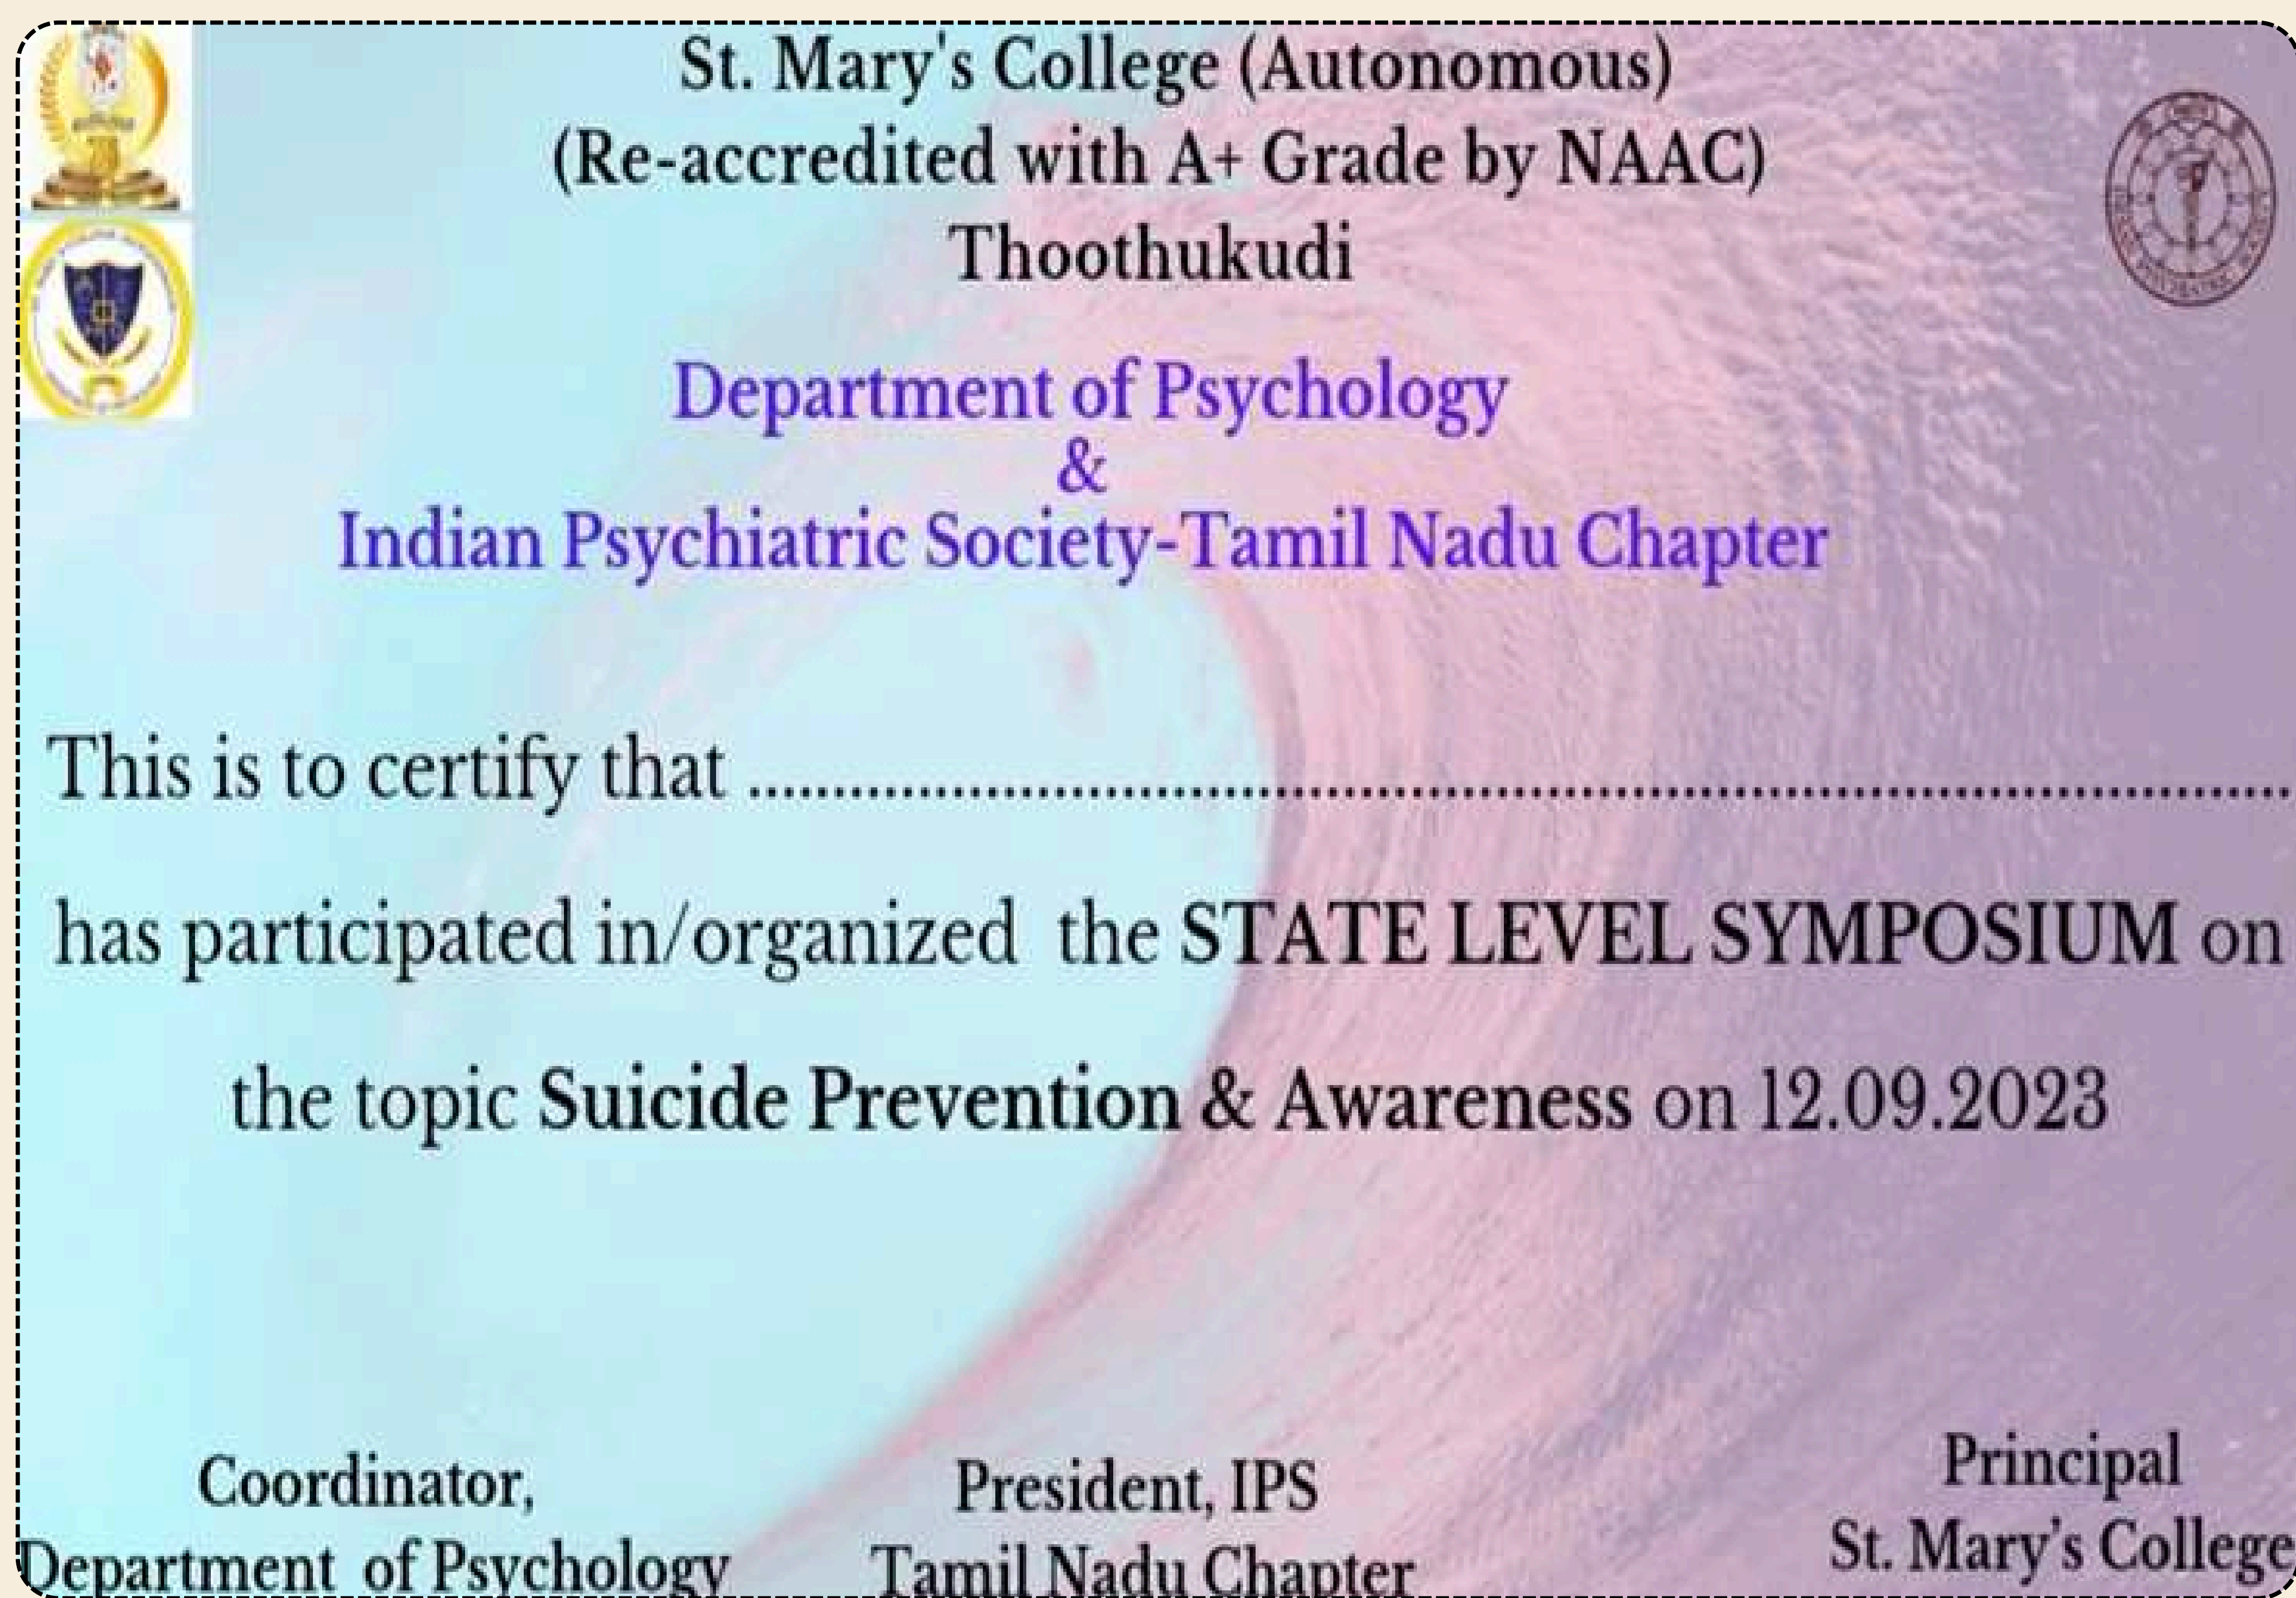 St. Mary's College (Autonomous)
(Re-accredited with A+ Grade by NAAC)
Thoothukudi
Department of Psychology
&
Indian Psychiatric Society-Tamil Nadu Chapter
This is to certify that ................................................................................................
has participated in/organized the STATE LEVEL SYMPOSIUM on
the topic Suicide Prevention & Awareness on 12.09.2023
Coordinator,
Department of Psychology
President, IPS
Tamil Nadu Chapter
Principal
St. Mary’s College